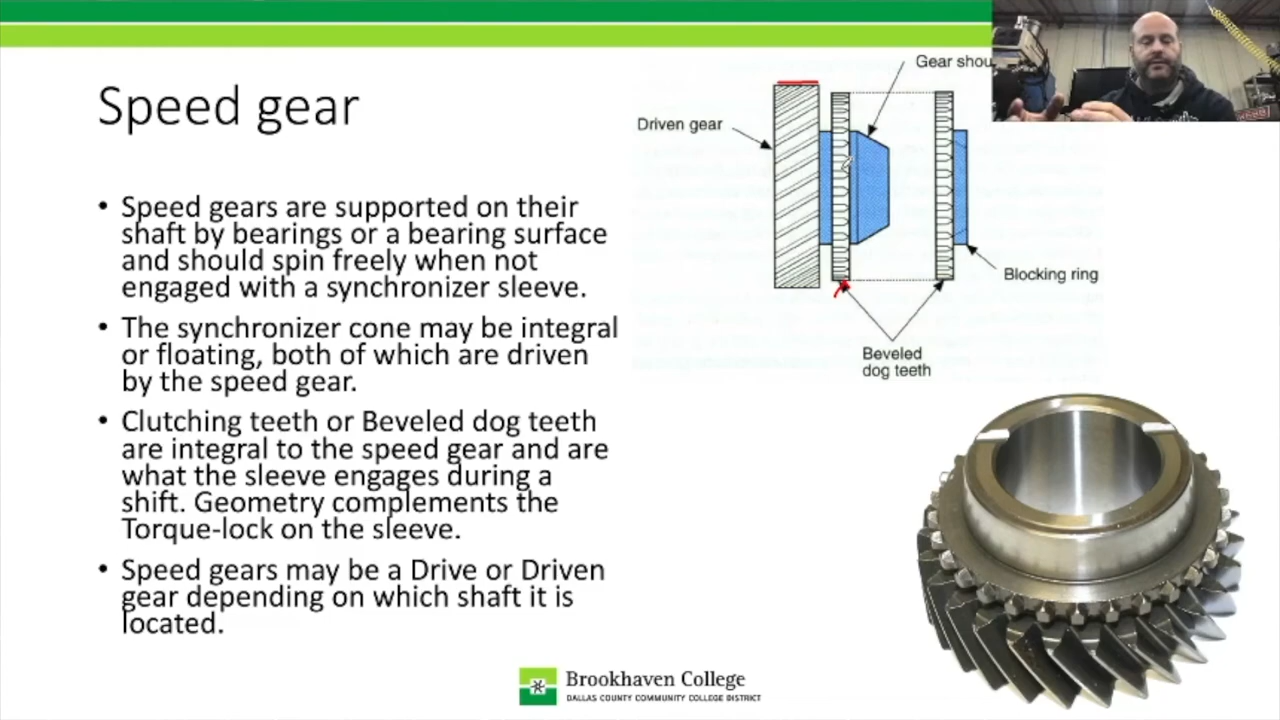 Speed gear
• Speed gears are supported on their
shaft by bearings or a bearing surface
and should spin freely when not
engaged with a synchronizer sleeve.
• The synchronizer cone may be integral
or floating, both of which are driven
by the speed gear.
• Clutching teeth or Beveled dog teeth
are integral to the speed gear and are
what the sleeve engages during a
shift. Geometry complements the
Torque-lock on the sleeve.
• Speed gears may be a Drive or Driven
gear depending on which shaft it is
located.
Gear shou
Driven gear
Blocking ring
Beveled
dog teeth
Brookhaven College
DALLAS COUNTY COMMUNITY COLLEGE DISTRICT